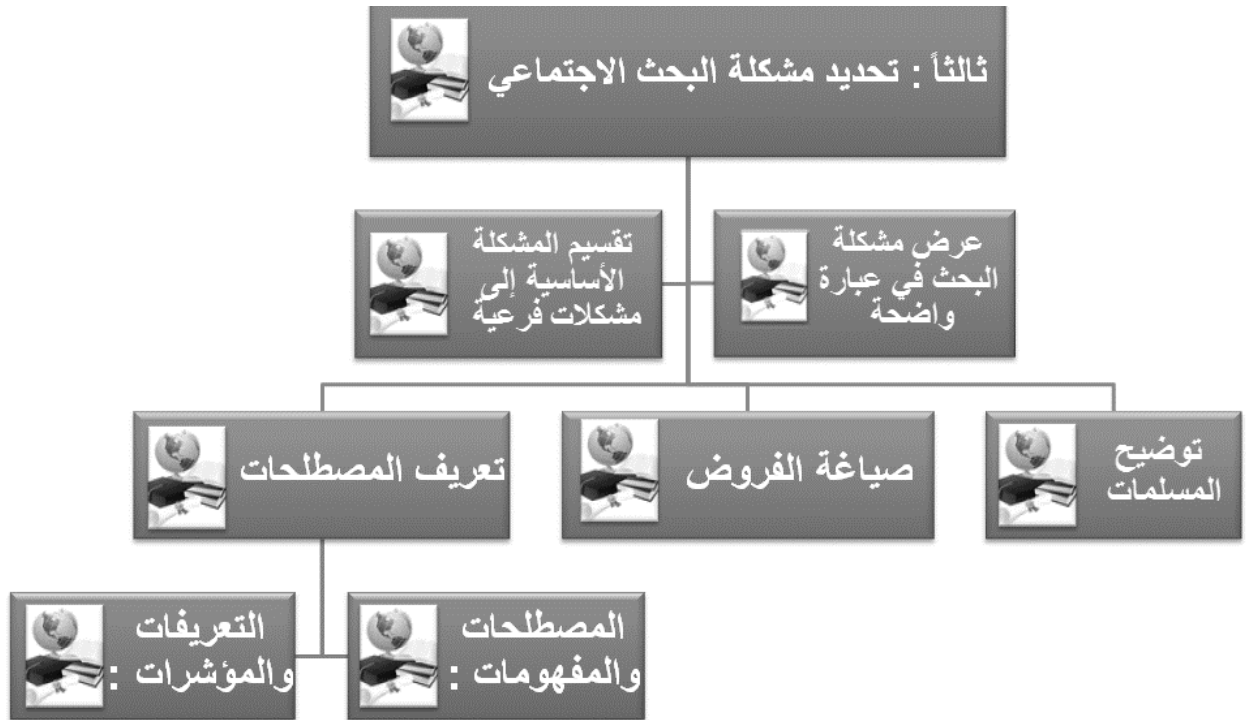 ثالثاً : تحديد مشكلة البحث الاجتماعي
عرض مشكلة
البحث في عبارة
واضحة
تقسيم المشكلة
الأساسية إلى
مشكلات فرعية
توضيح
المسلمات
صياغة الفروض
تعريف المصطلحات
المصطلحات
والمفهومات :
التعريفات
والمؤشرات :